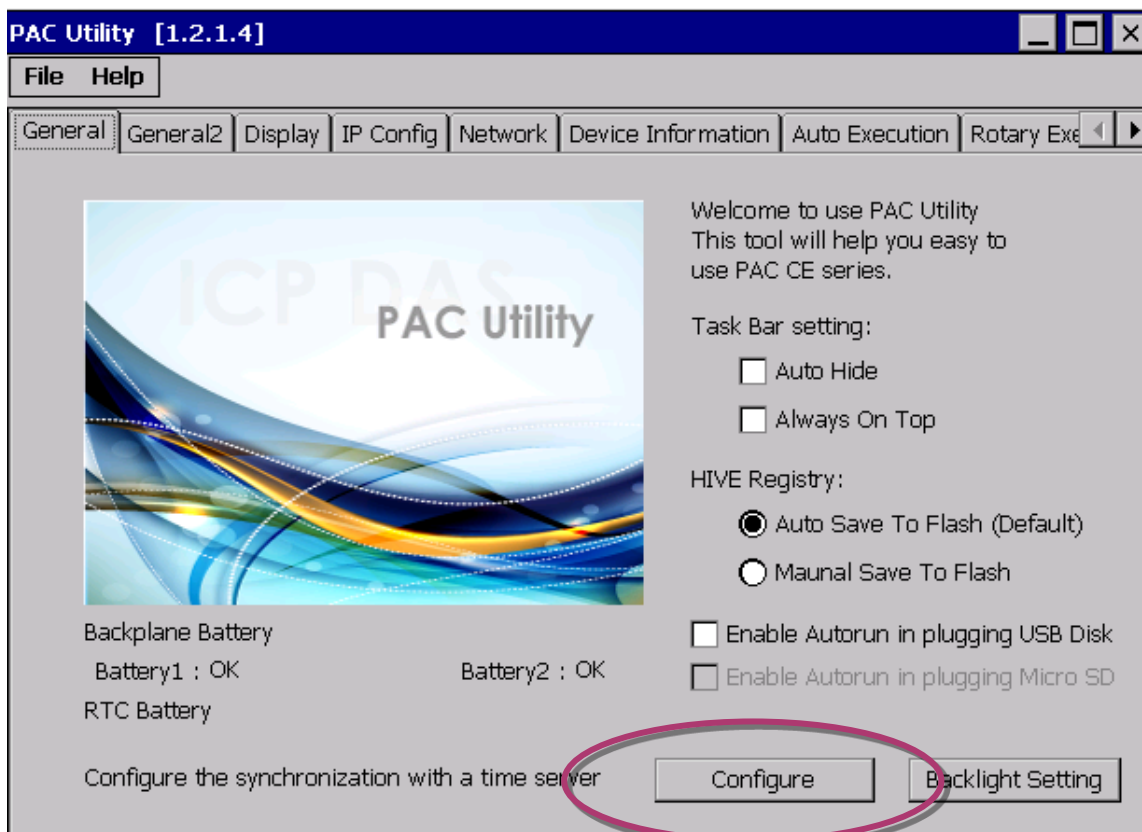 PAC Utility [1.2.1.4]
File Help
General General2 Display IP Config Network Device Information Auto Execution Rotary Exe
ICP DAS
PAC Utility
Welcome to use PAC Utility
This tool will help you easy to
use PAC CE series.
Task Bar setting:
Auto Hide
Always On Top
HIVE Registry:
Auto Save To Flash (Default)
Maunal Save To Flash
Backplane Battery
Battery1 : OK Battery2 : OK
RTC Battery
Enable Autorun in plugging USB Disk
Enable Autorun in plugging Micro SD
Configure the synchronization with a time server Configure Backlight Setting